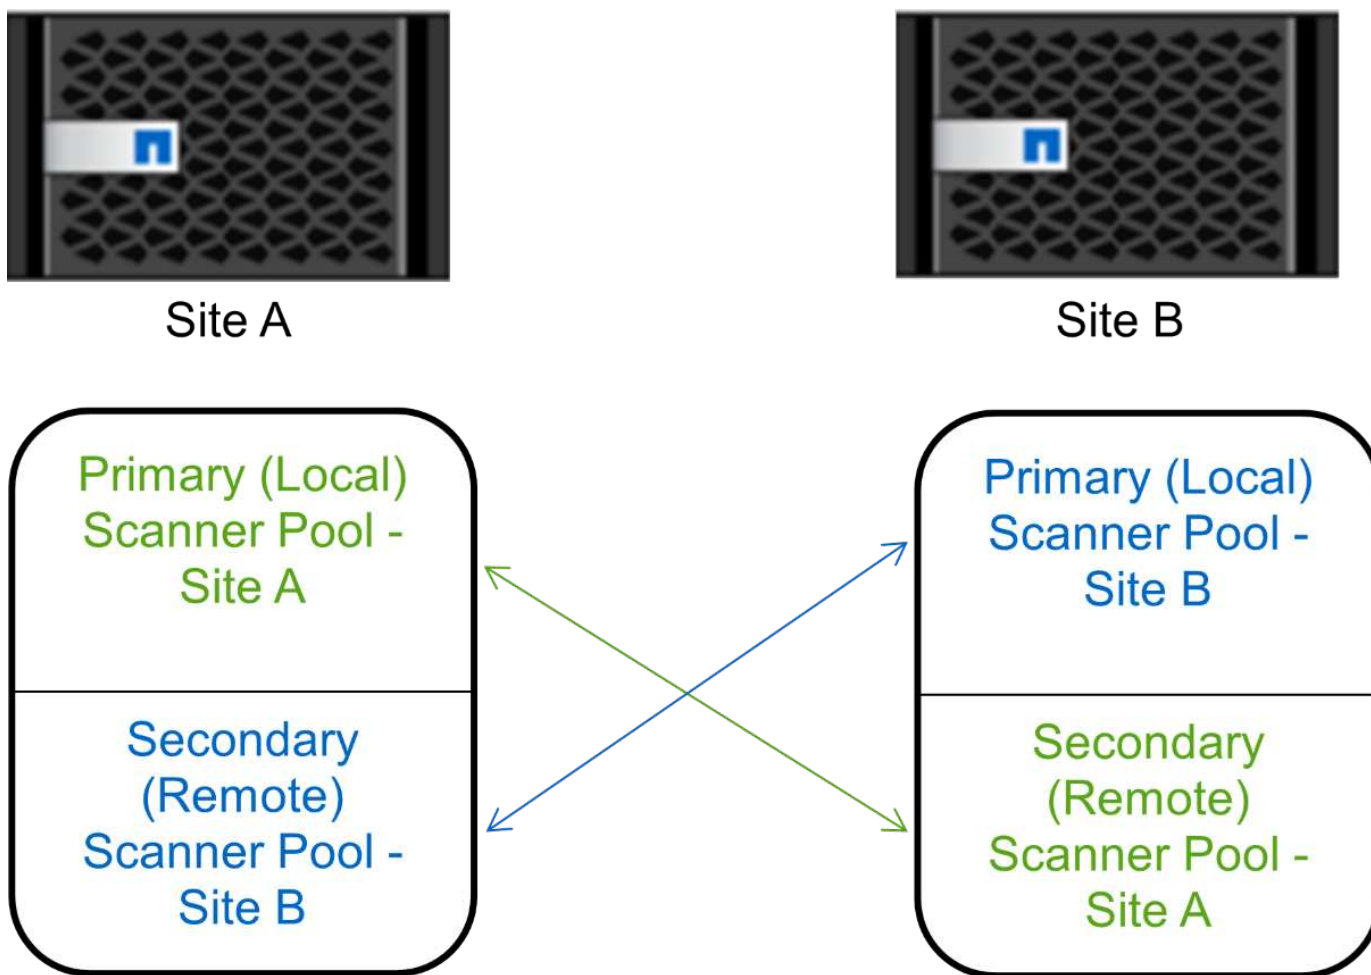 Site A
Site B
Primary (Local)
Scanner Pool -
Site A
Secondary
(Remote)
Scanner Pool -
Site B
Primary (Local)
Scanner Pool -
Site B
Secondary
(Remote)
Scanner Pool -
Site A